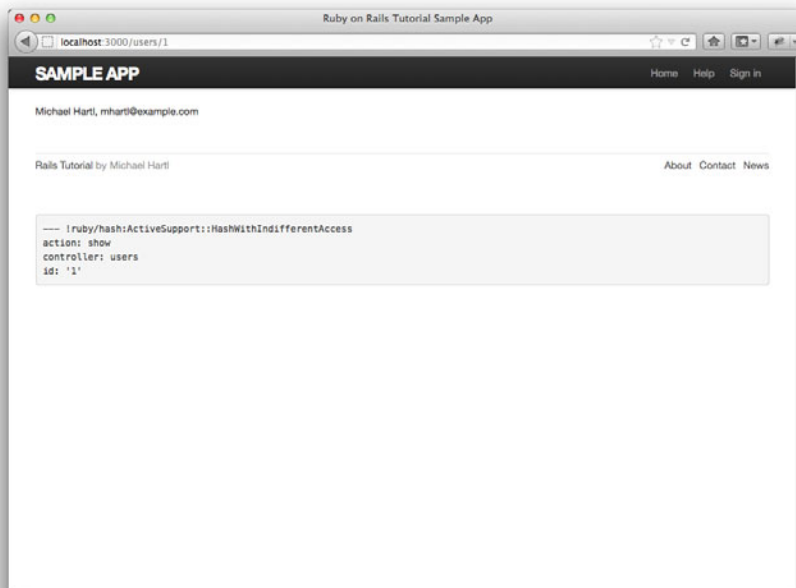 Ruby on Rails Tutorial Sample App
localhost:3000/users/1
SAMPLE APP
Home Help Sign in
Michael Hartl, mhartl@example.com
Rails Tutorial by Michael Hartl
About Contact News
--- !ruby/hash:ActiveSupport::HashWithIndifferentAccess
action: show
controller: users
id: '1'